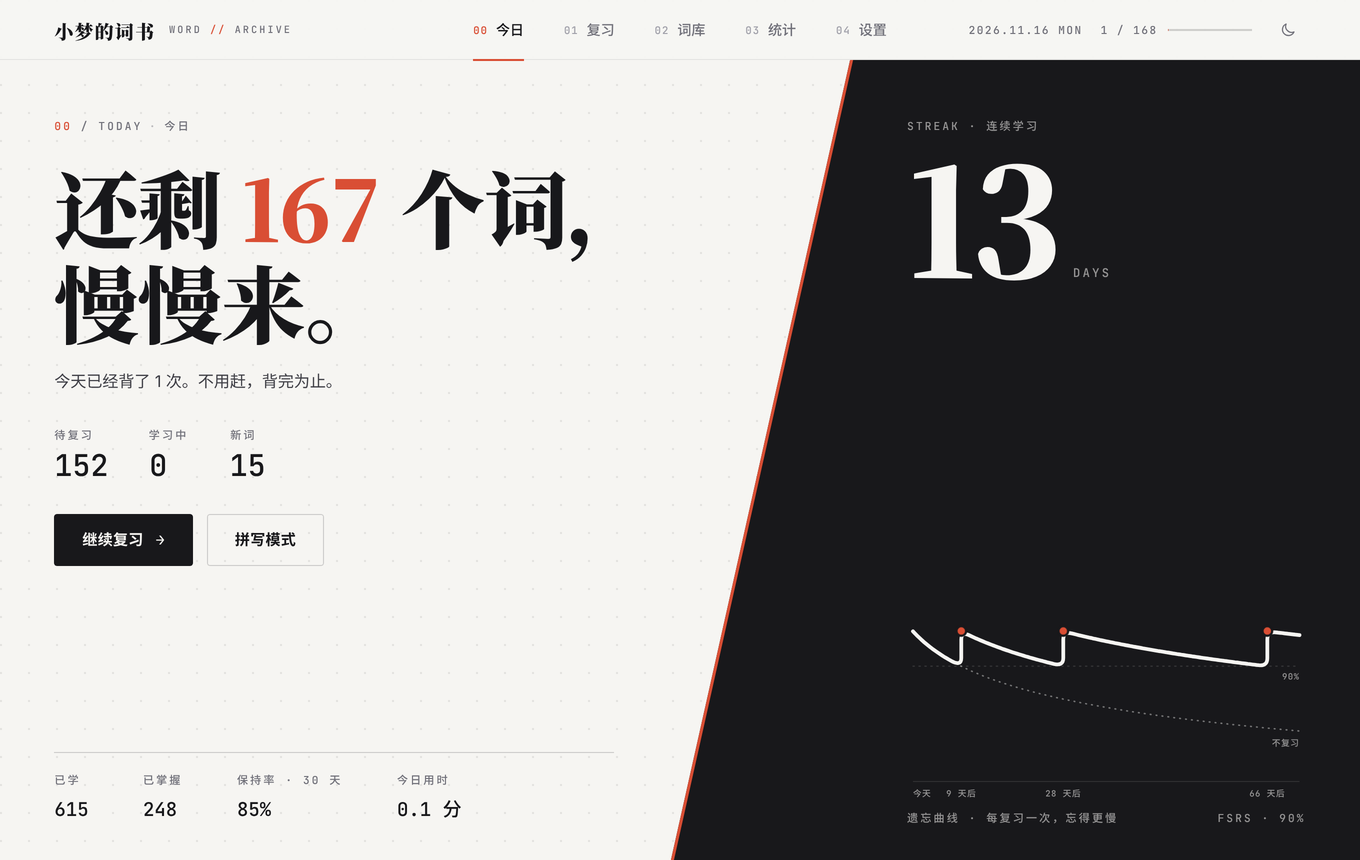 小梦的词书 WORD // ARCHIVE
00 今日 01 复习 02 词库 03 统计 04 设置
2026.11.16 MON 1 / 168
00 / TODAY · 今日
还剩 167 个词，
慢慢来。
今天已经背了 1 次。不用赶，背完为止。
待复习 学习中 新词
152 0 15
继续复习 → 拼写模式
已学 已掌握 保持率 · 30 天 今日用时
615 248 85% 0.1 分
STREAK · 连续学习
13 DAYS
90%
不复习
今天 9 天后 28 天后 66 天后
遗忘曲线 · 每复习一次，忘得更慢 FSRS · 90%